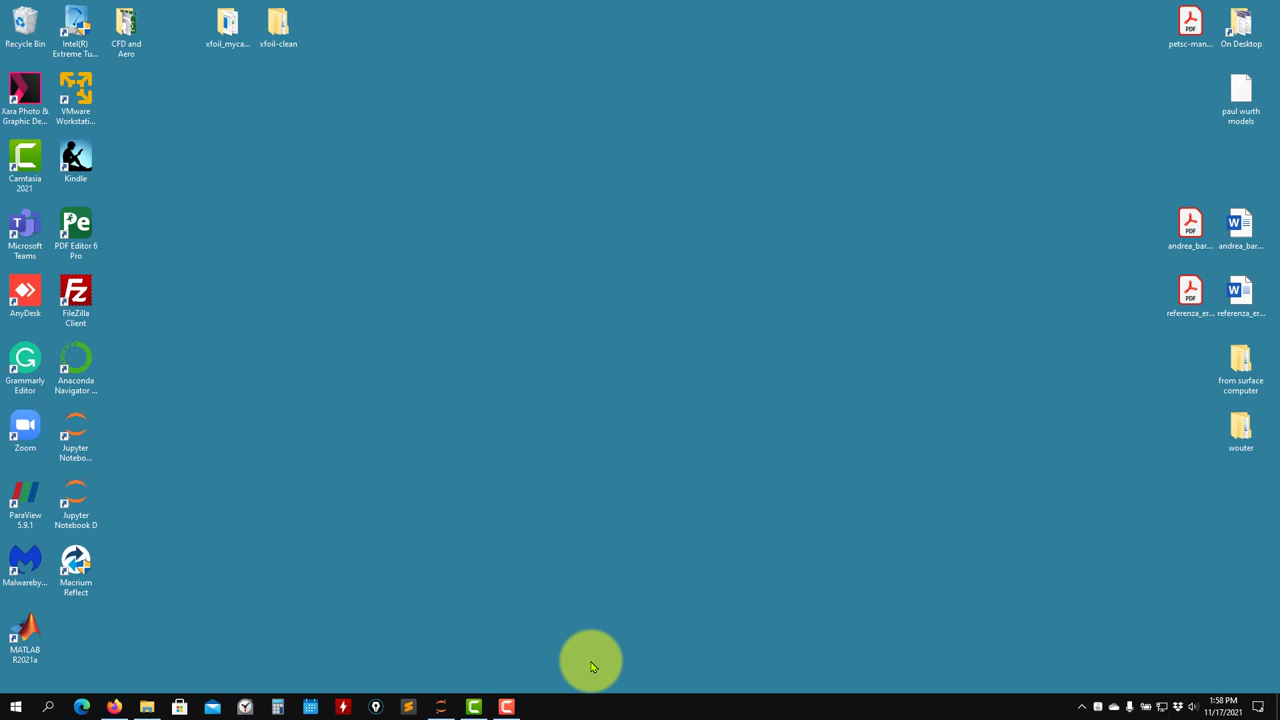 Recycle Bin
Intel(R)
Extreme Tu...
CFD and
Aero
xfoil_myca...
xfoil-clean
petsc-man...
On Desktop
Xara Photo &
Graphic De...
VMware
Workstati...
paul wurth
models
Camtasia
2021
Kindle
Microsoft
Teams
PDF Editor 6
Pro
andrea_bar...
andrea_bar...
AnyDesk
FileZilla
Client
referenza_er...
referenza_er...
Grammarly
Editor
Anaconda
Navigator ...
from surface
computer
Zoom
Jupyter
Notebo...
wouter
ParaView
5.9.1
Jupyter
Notebook D
Malwareby...
Macrium
Reflect
MATLAB
R2021a
1:58 PM
11/17/2021